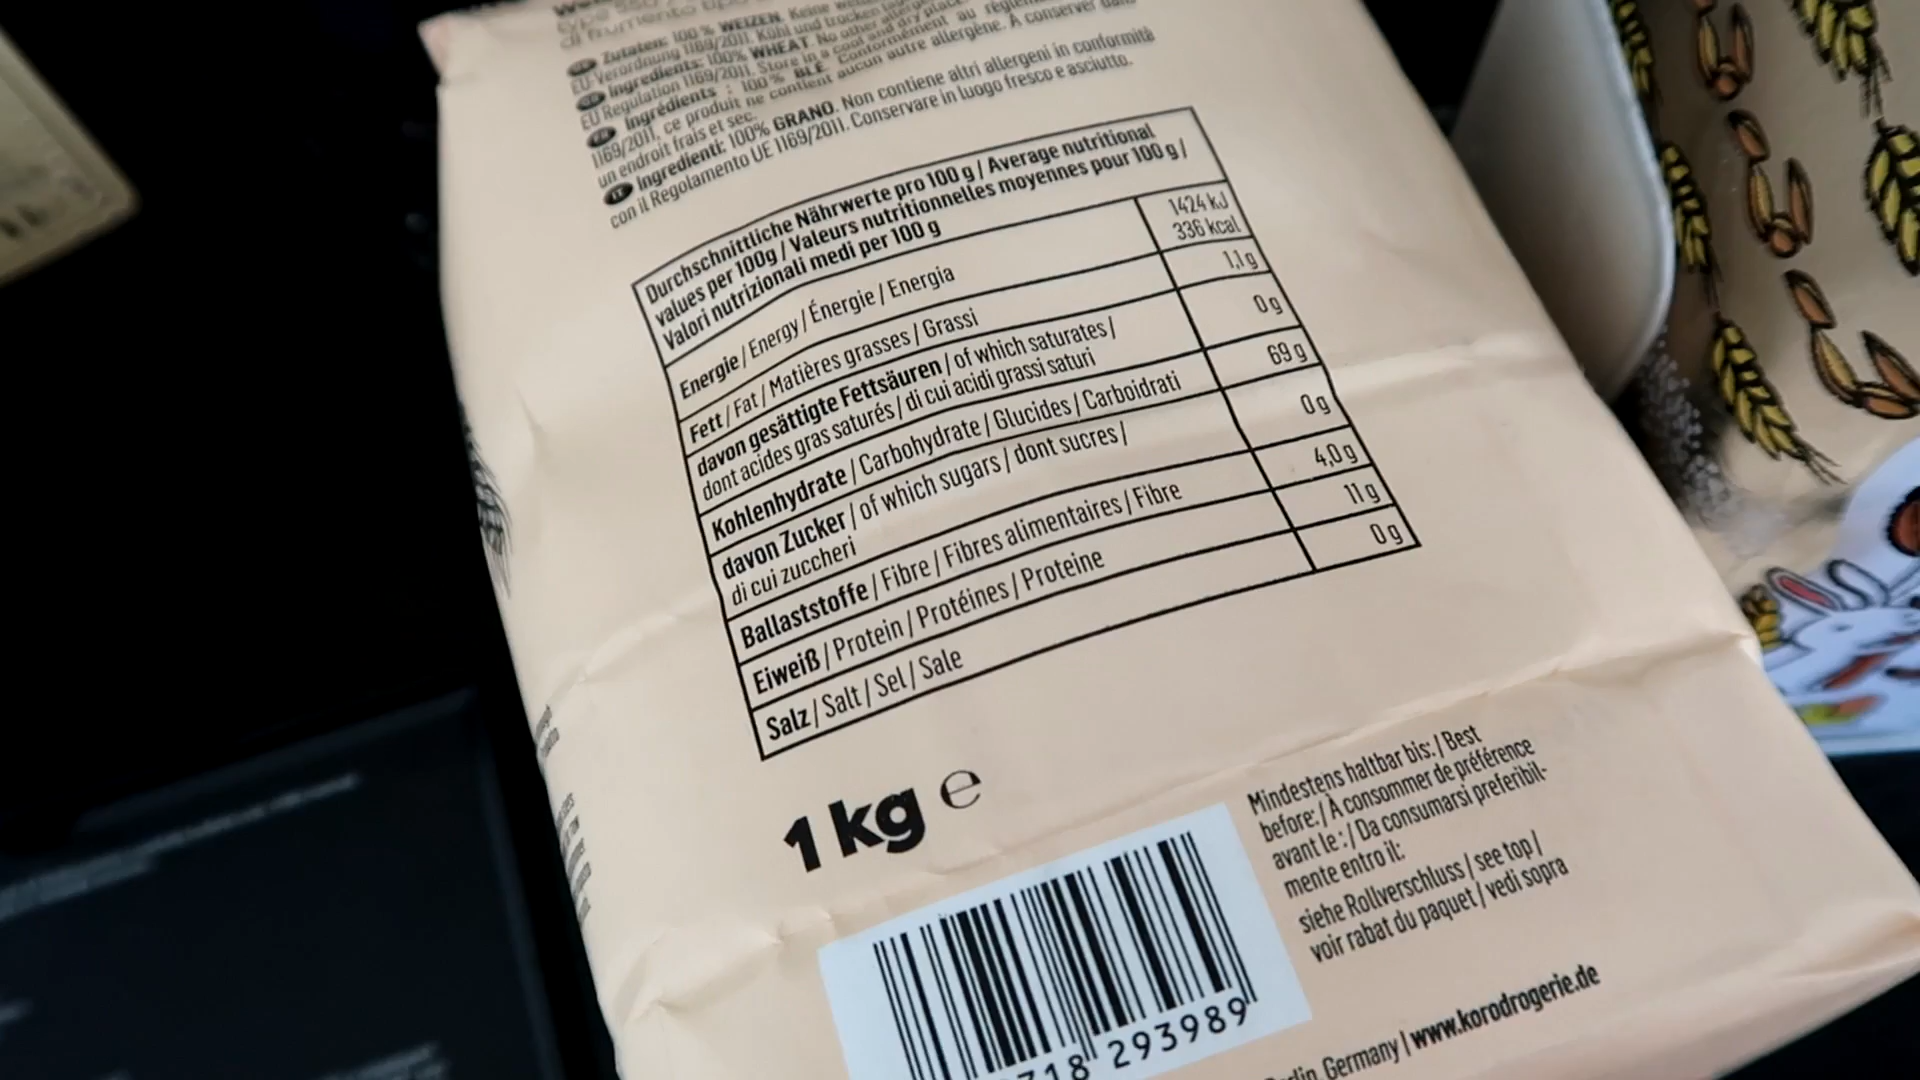 di frumento tipo
Zutaten: 100 % WEIZEN. Keine
EU-Verordnung 1169/2011. Kühl und trocken
Ingredients: 100% WHEAT. No other
EU Regulation 1169/2011. Store in a cool and dry place.
Ingrédients : 100 % BLÉ. Conformément au
1169/2011, ce produit ne contient aucun autre allergène. À conserver dans
un endroit frais et sec.
IT Ingredienti: 100% GRANO. Non contiene altri allergeni in conformità
con il Regolamento UE 1169/2011. Conservare in luogo fresco e asciutto.
Durchschnittliche Nährwerte pro 100 g / Average nutritional
values per 100g / Valeurs nutritionnelles moyennes pour 100 g /
Valori nutrizionali medi per 100 g
Energie / Energy / Énergie / Energia 1424 kJ
336 kcal
Fett / Fat / Matières grasses / Grassi 1,1 g
davon gesättigte Fettsäuren / of which saturates / 0 g
dont acides gras saturés / di cui acidi grassi saturi
Kohlenhydrate / Carbohydrate / Glucides / Carboidrati 69 g
davon Zucker / of which sugars / dont sucres / 0 g
di cui zuccheri
Ballaststoffe / Fibre / Fibres alimentaires / Fibre 4,0 g
Eiweiß / Protein / Protéines / Proteine 11 g
Salz / Salt / Sel / Sale 0 g
1 kg e
Mindestens haltbar bis: / Best
before: / À consommer de préférence
avant le : / Da consumarsi preferibil-
mente entro il:
siehe Rollverschluss / see top /
voir rabat du paquet / vedi sopra
718 293989
Germany | www.korodrogerie.de